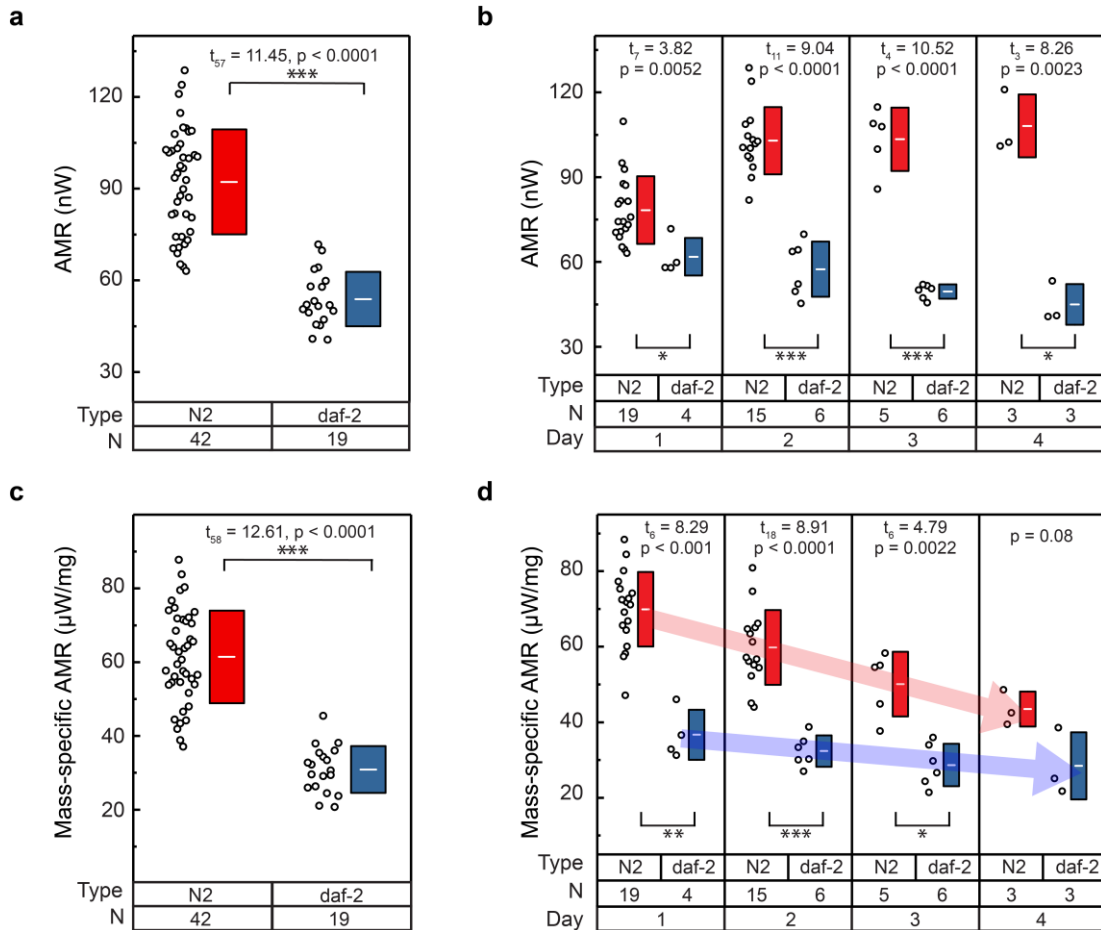 a
t57 = 11.45, p < 0.0001
***
120
90
60
30
AMR (nW)
Type N2 daf-2
N 42 19
b
t7 = 3.82 t11 = 9.04 t4 = 10.52 t3 = 8.26
p = 0.0052 p < 0.0001 p < 0.0001 p = 0.0023
120
90
60
30
AMR (nW)
* *** *** *
Type N2 daf-2 N2 daf-2 N2 daf-2 N2 daf-2
N 19 4 15 6 5 6 3 3
Day 1 2 3 4
c
t58 = 12.61, p < 0.0001
***
80
60
40
20
Mass-specific AMR (µW/mg)
Type N2 daf-2
N 42 19
d
t6 = 8.29 t18 = 8.91 t6 = 4.79
p < 0.001 p < 0.0001 p = 0.0022 p = 0.08
80
60
40
20
Mass-specific AMR (µW/mg)
** *** *
Type N2 daf-2 N2 daf-2 N2 daf-2 N2 daf-2
N 19 4 15 6 5 6 3 3
Day 1 2 3 4